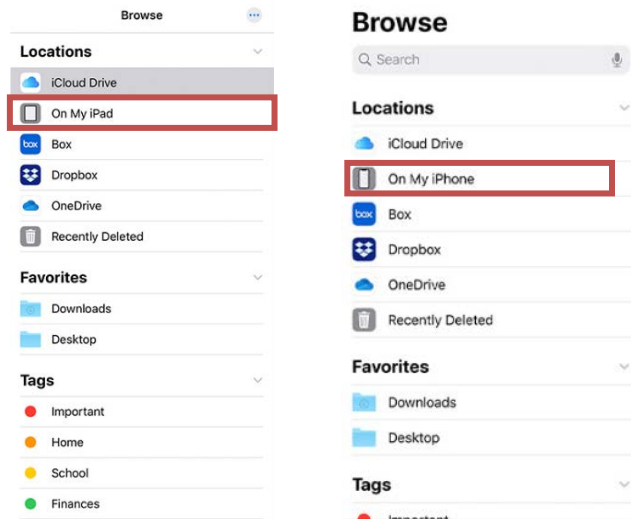 Browse
Locations
iCloud Drive
On My iPad
box Box
Dropbox
OneDrive
Recently Deleted
Favorites
Downloads
Desktop
Tags
Important
Home
School
Finances
Browse
Search
Locations
iCloud Drive
On My iPhone
box Box
Dropbox
OneDrive
Recently Deleted
Favorites
Downloads
Desktop
Tags
Important